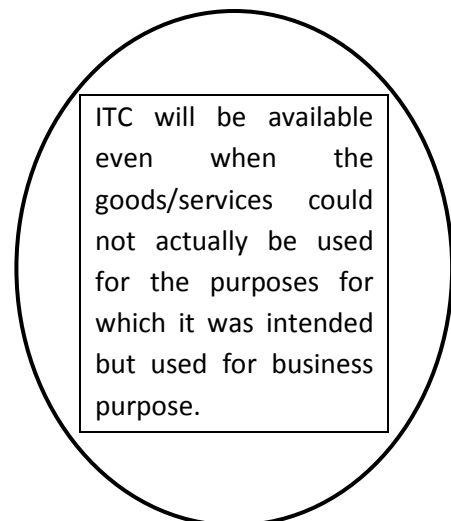 ITC will be available
even when the
goods/services could
not actually be used
for the purposes for
which it was intended
but used for business
purpose.